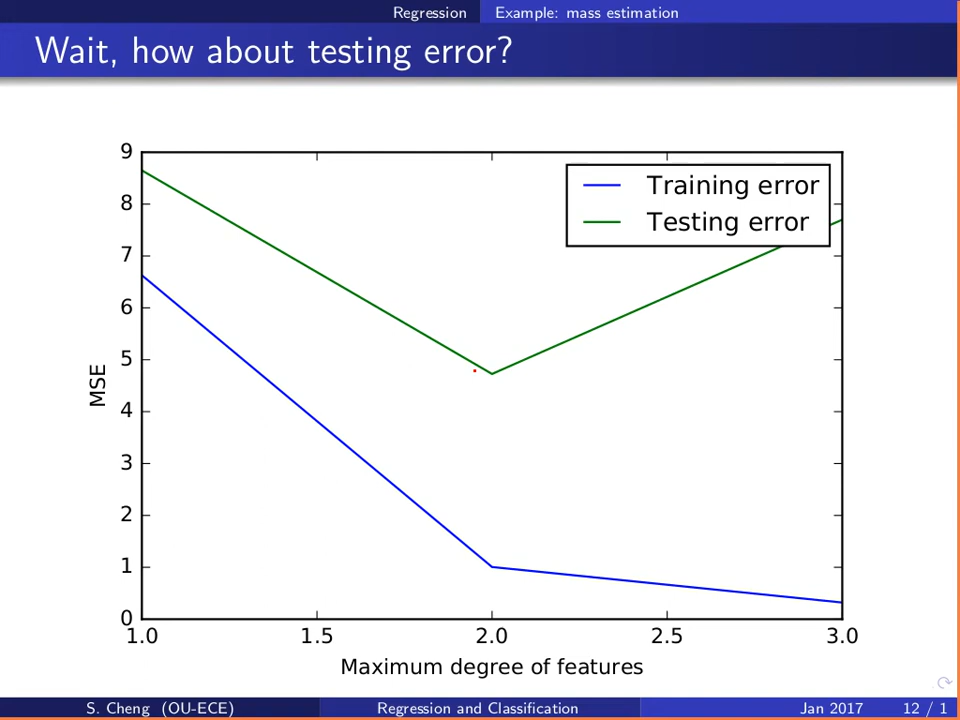 Regression Example: mass estimation
Wait, how about testing error?
9
8
7
6
5
4
3
2
1
0
MSE
Training error
Testing error
1.0 1.5 2.0 2.5 3.0
Maximum degree of features
S. Cheng (OU-ECE) Regression and Classification Jan 2017 12 / 1